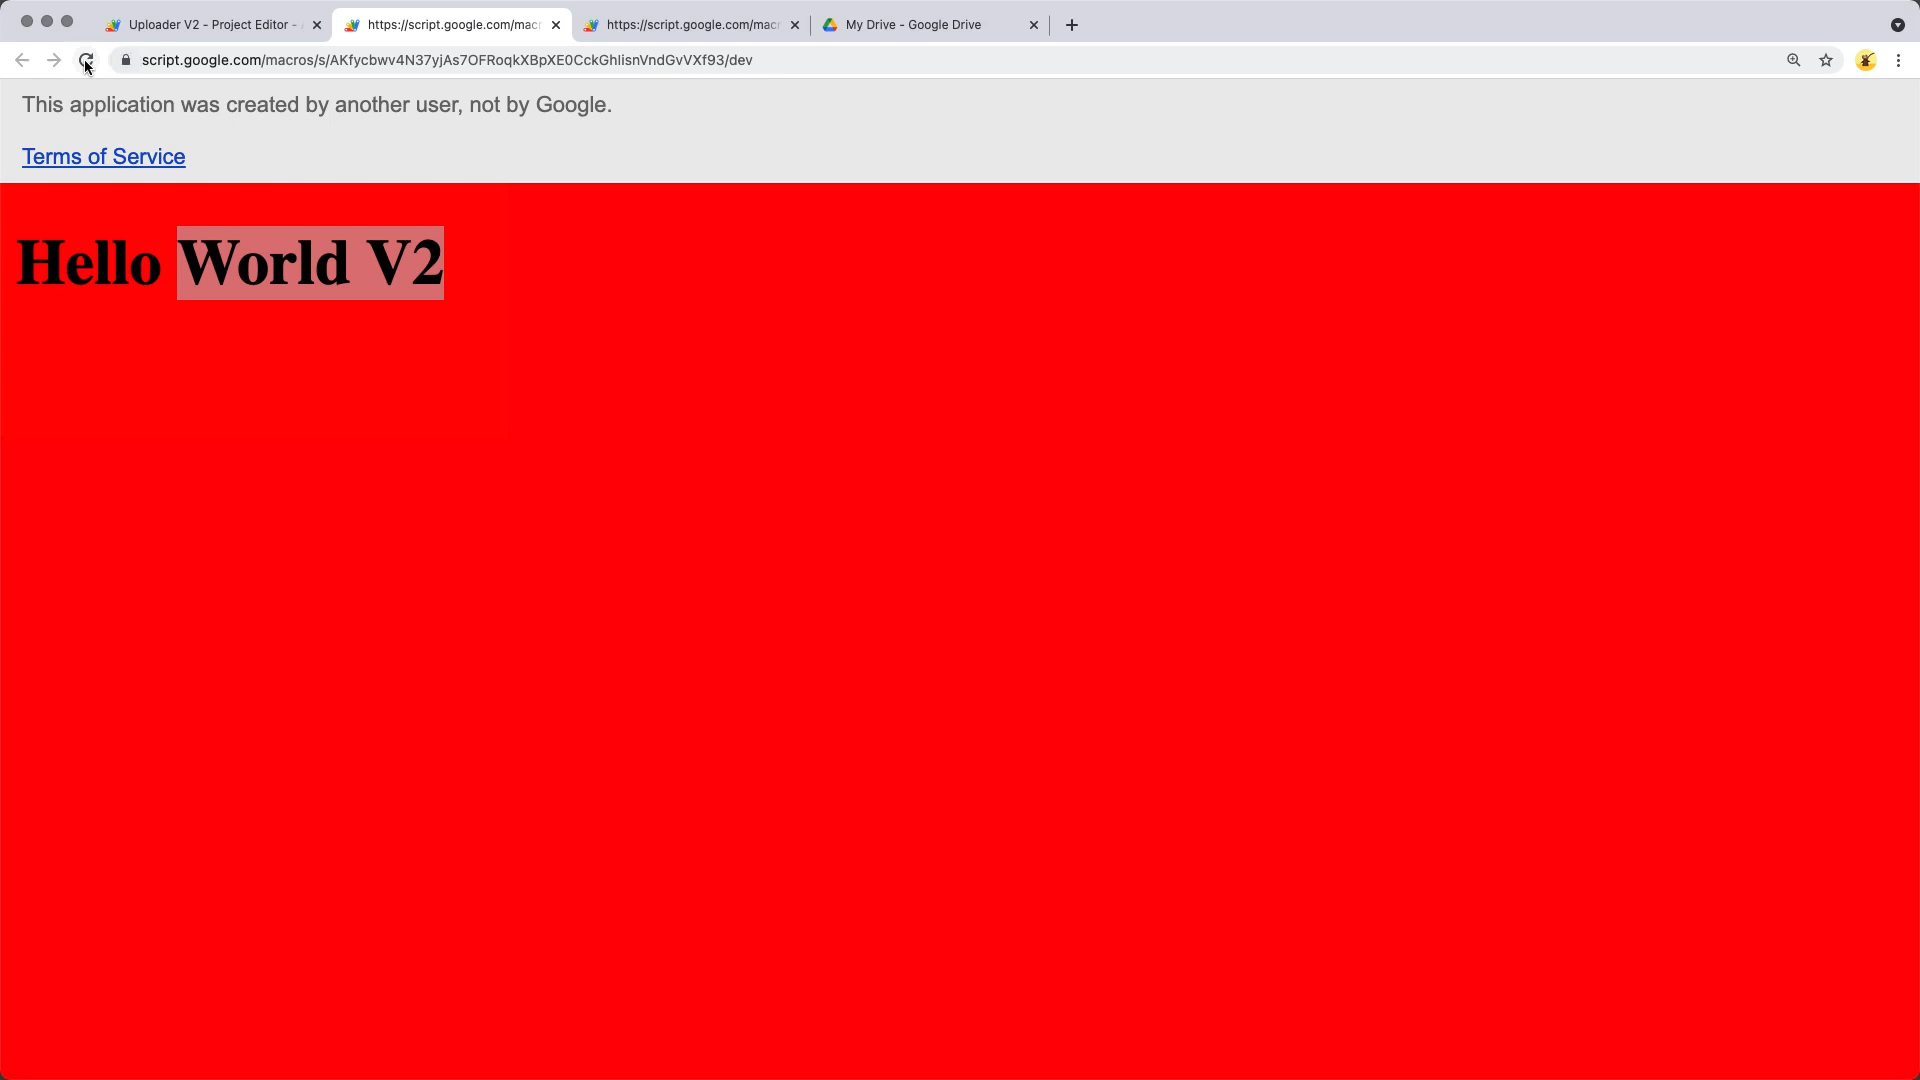 Uploader V2 - Project Editor -
https://script.google.com/macr
https://script.google.com/macr
My Drive - Google Drive
script.google.com/macros/s/AKfycbwv4N37yjAs7OFRoqkXBpXE0CckGhlisnVndGvVXf93/dev
This application was created by another user, not by Google.
Terms of Service
Hello World V2